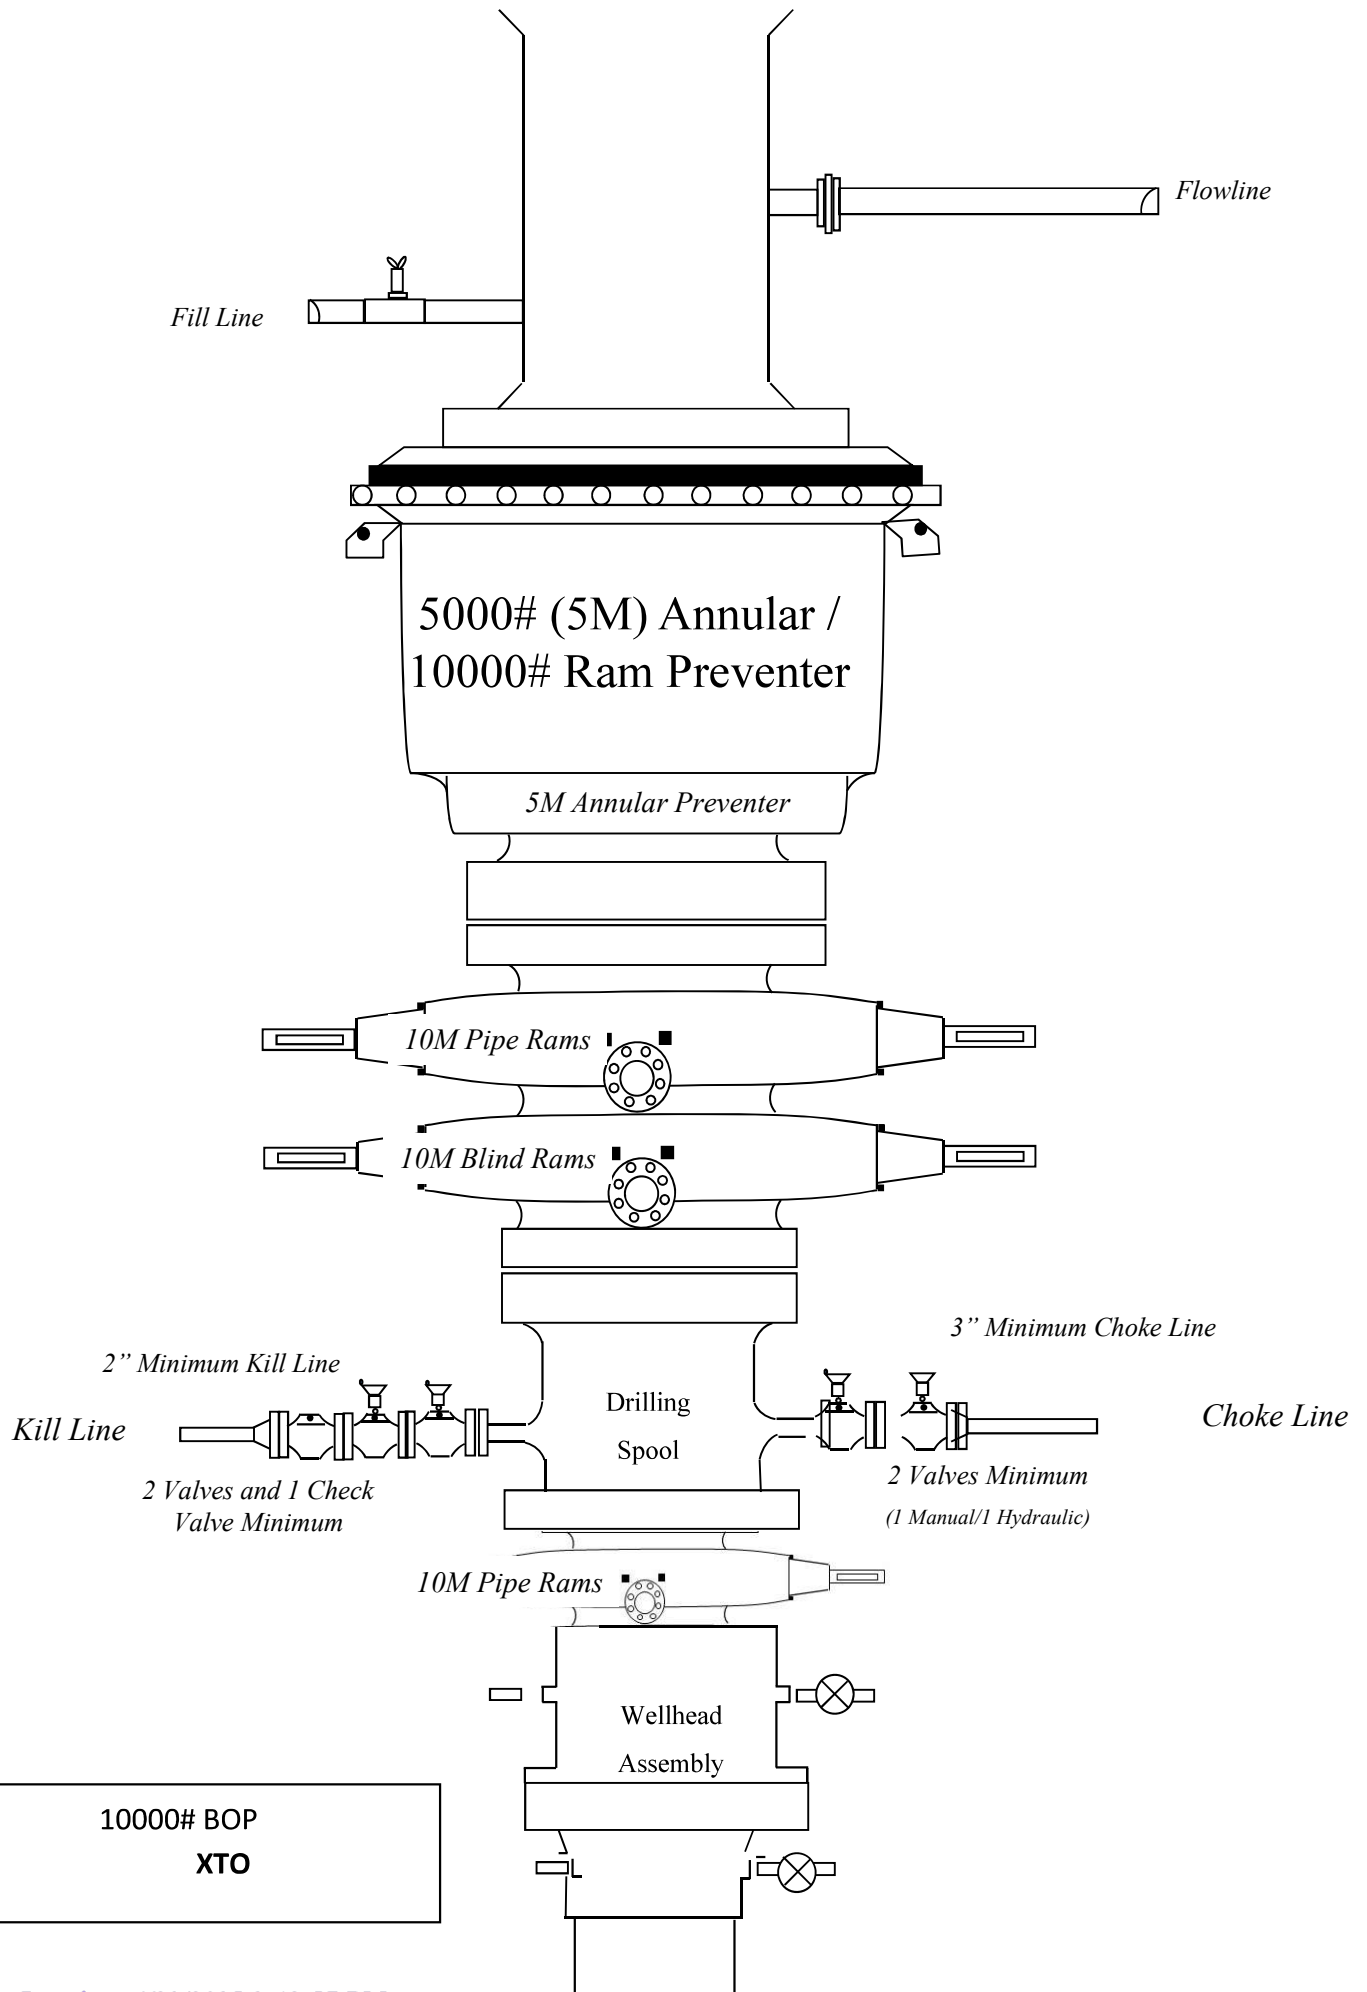 Flowline
Fill Line
5000# (5M) Annular /
10000# Ram Preventer
5M Annular Preventer
10M Pipe Rams
10M Blind Rams
3” Minimum Choke Line
2” Minimum Kill Line
Drilling
Spool
Kill Line
Choke Line
2 Valves and 1 Check
Valve Minimum
2 Valves Minimum
(1 Manual/1 Hydraulic)
10M Pipe Rams
Wellhead
Assembly
10000# BOP
XTO